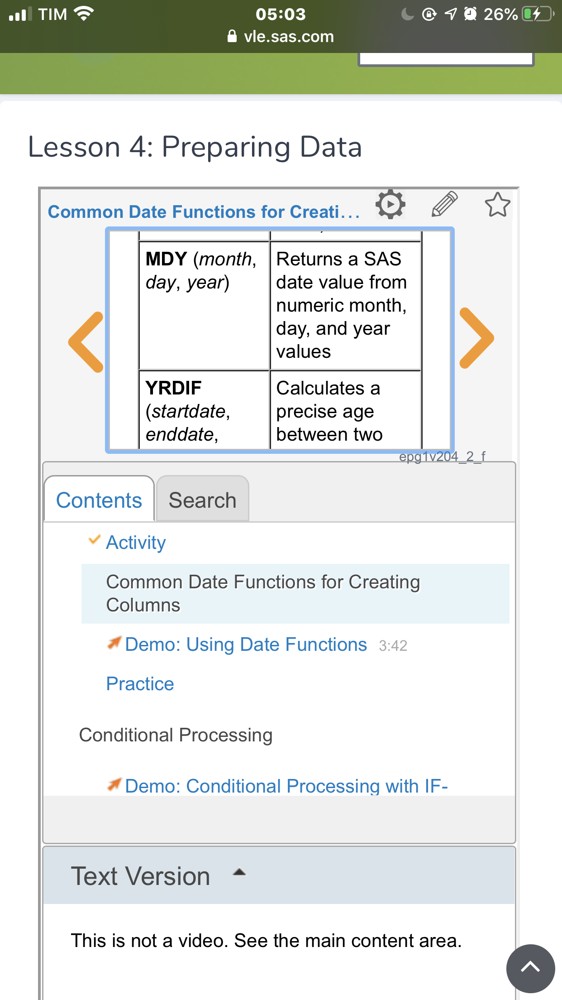 TIM 05:03 26%
vle.sas.com
Lesson 4: Preparing Data
Common Date Functions for Creati...
MDY (month,
day, year)
Returns a SAS
date value from
numeric month,
day, and year
values
YRDIF
(startdate,
enddate,
Calculates a
precise age
between two
epg1v204_2_f
Contents Search
Activity
Common Date Functions for Creating
Columns
Demo: Using Date Functions 3:42
Practice
Conditional Processing
Demo: Conditional Processing with IF-
Text Version
This is not a video. See the main content area.